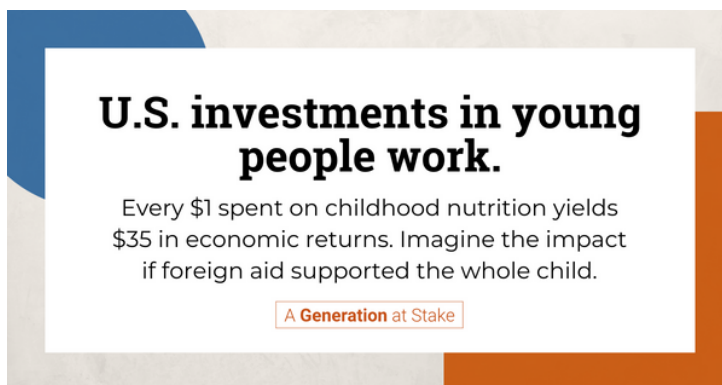 U.S. investments in young
people work.
Every $1 spent on childhood nutrition yields
$35 in economic returns. Imagine the impact
if foreign aid supported the whole child.
A Generation at Stake